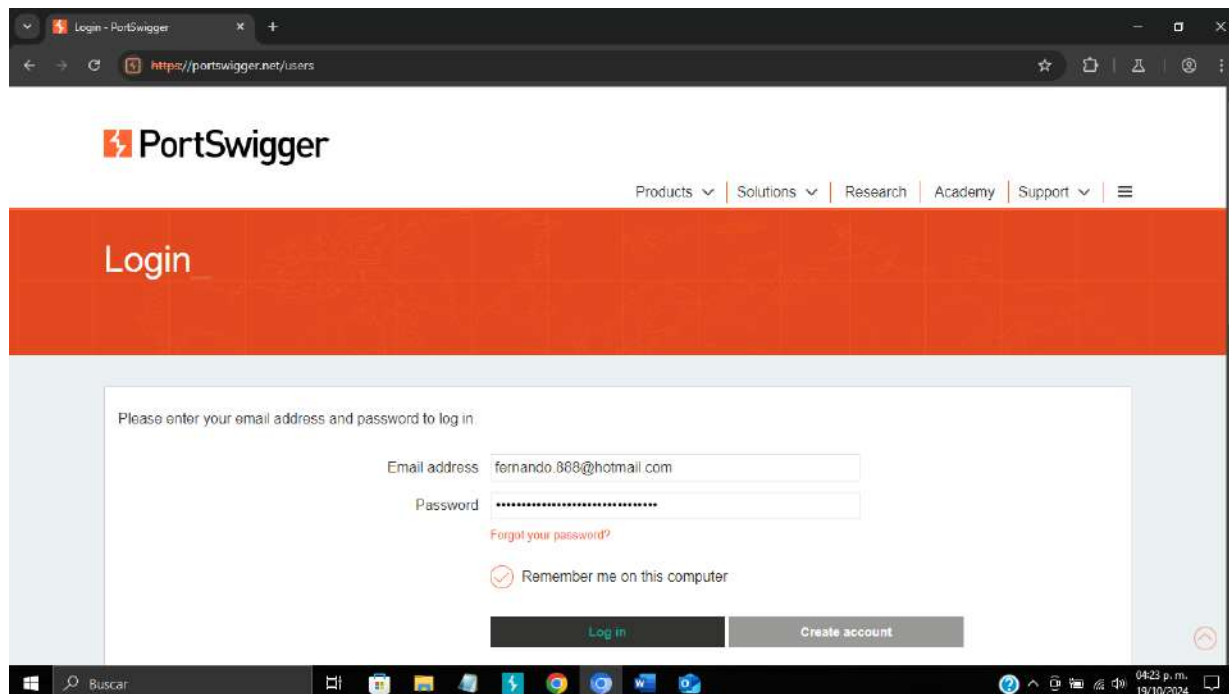 Login - PortSwigger
https://portswigger.net/users
PortSwigger
Products
Solutions
Research
Academy
Support
Login_
Please enter your email address and password to log in
Email address
fernando.888@hotmail.com
Password
••••••••••••••••••••••••••••••••
Forgot your password?
Remember me on this computer
Log in
Create account
Buscar
04:23 p. m.
19/10/2024